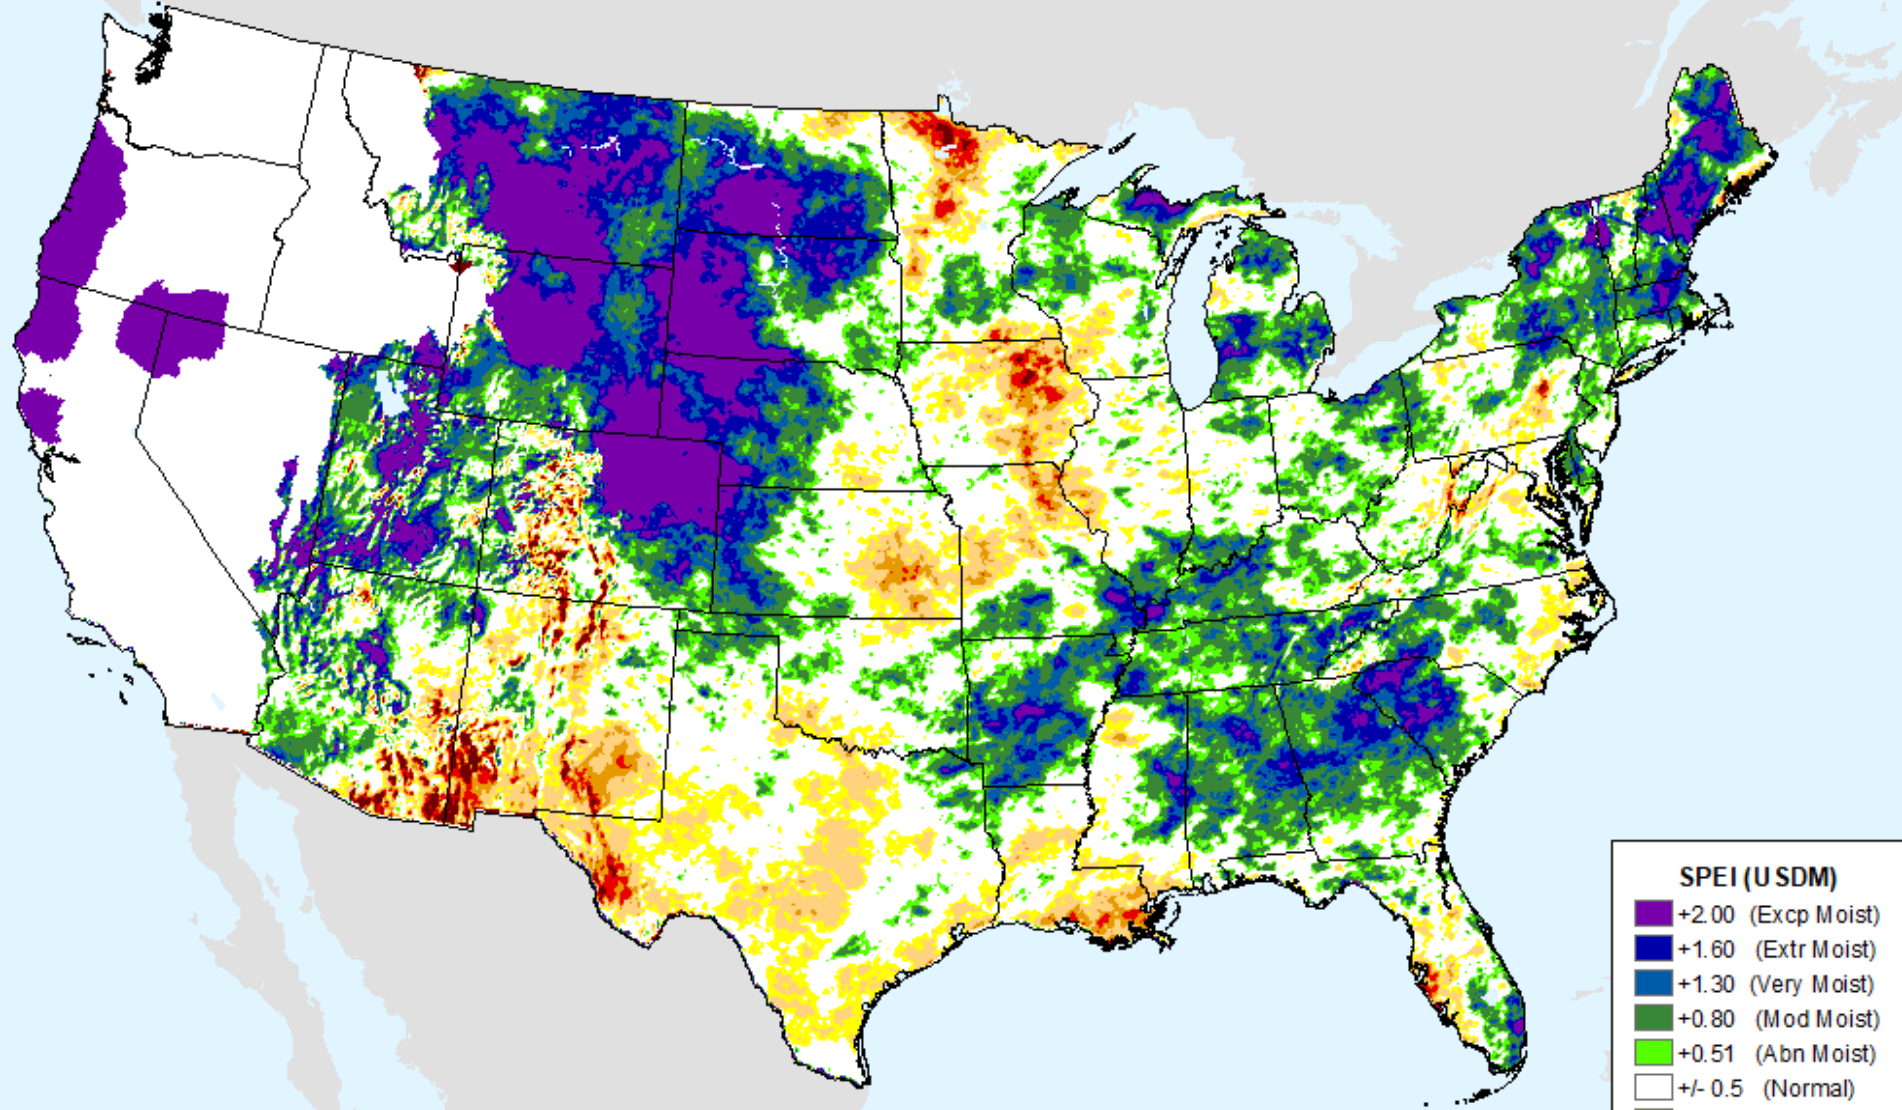 SPEI (USDM)
+2.00 (Excp Moist)
+1.60 (Extr Moist)
+1.30 (Very Moist)
+0.80 (Mod Moist)
+0.51 (Abn Moist)
+/- 0.5 (Normal)